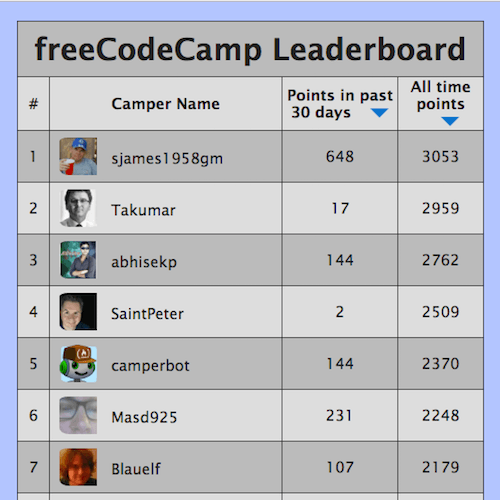 freeCodeCamp Leaderboard
# Camper Name Points in past 30 days All time points
1 sjames1958gm 648 3053
2 Takumar 17 2959
3 abhisekp 144 2762
4 SaintPeter 2 2509
5 camperbot 144 2370
6 Masd925 231 2248
7 Blauelf 107 2179